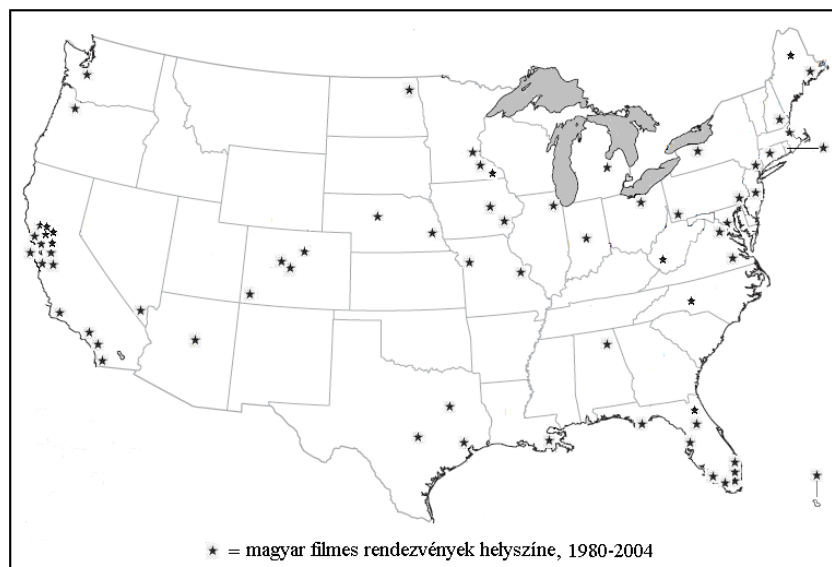 ★ = magyar filmes rendezvények helyszíne, 1980-2004